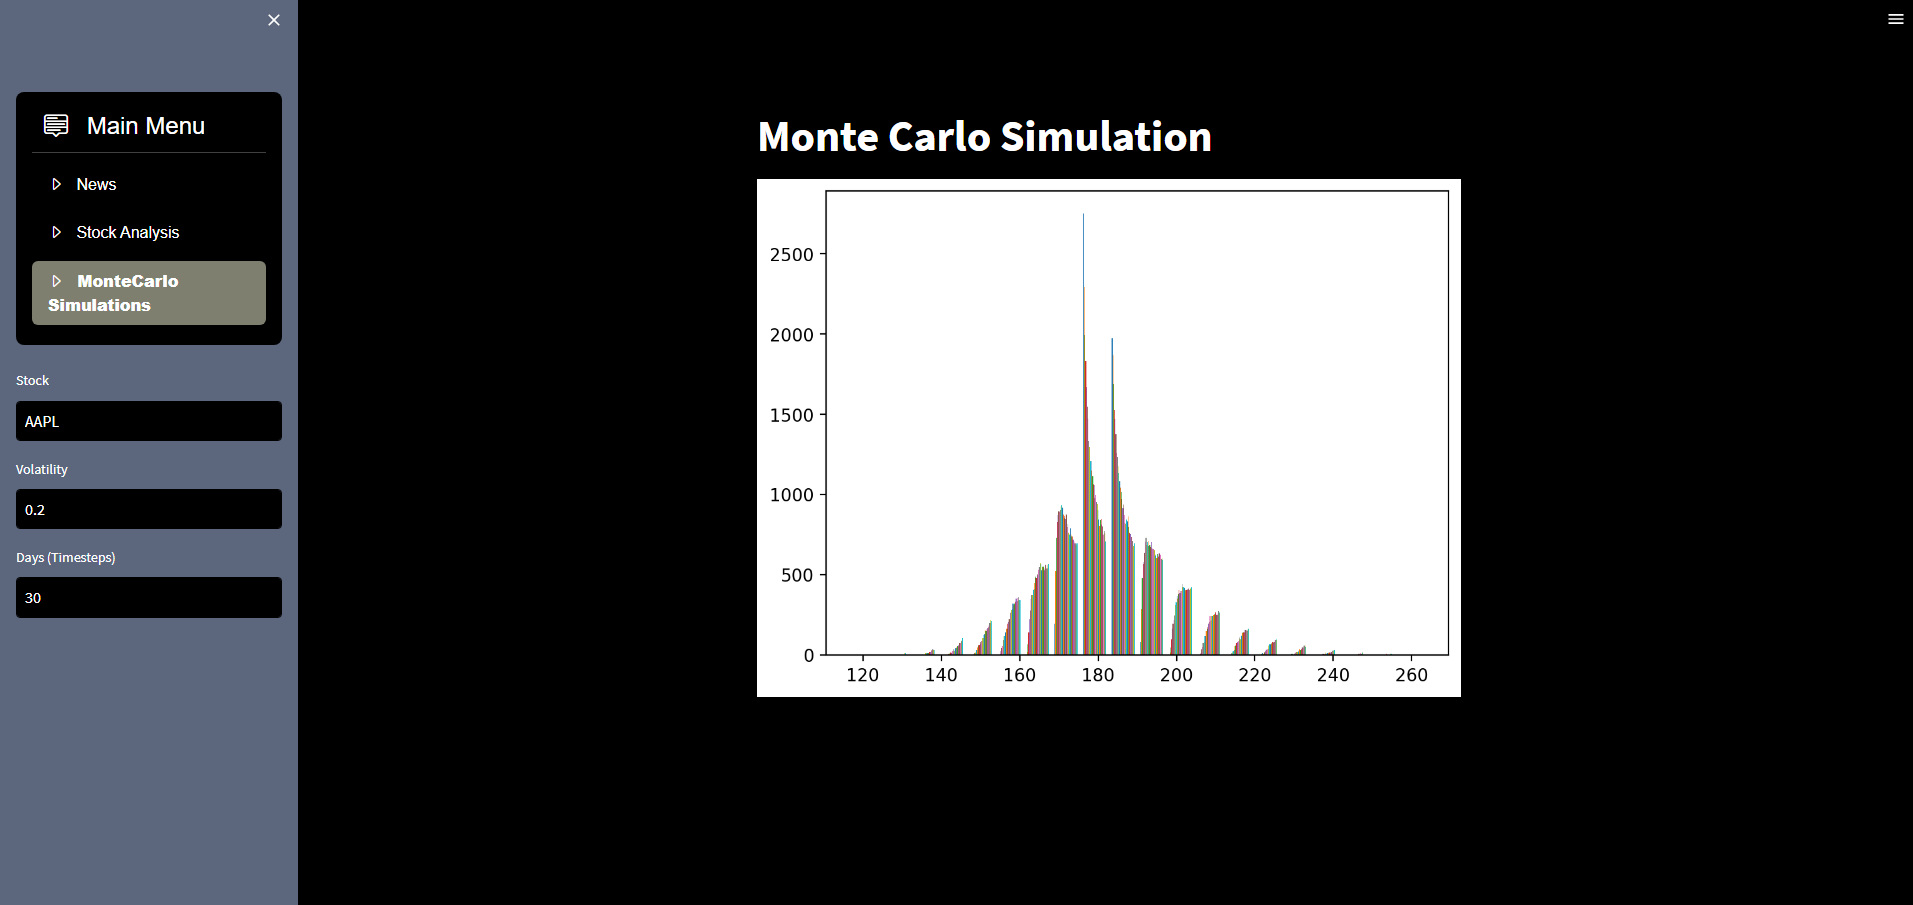 Main Menu
News
Stock Analysis
MonteCarlo
Simulations
Stock
AAPL
Volatility
0.2
Days (Timesteps)
30
Monte Carlo Simulation
2500
2000
1500
1000
500
0
120 140 160 180 200 220 240 260